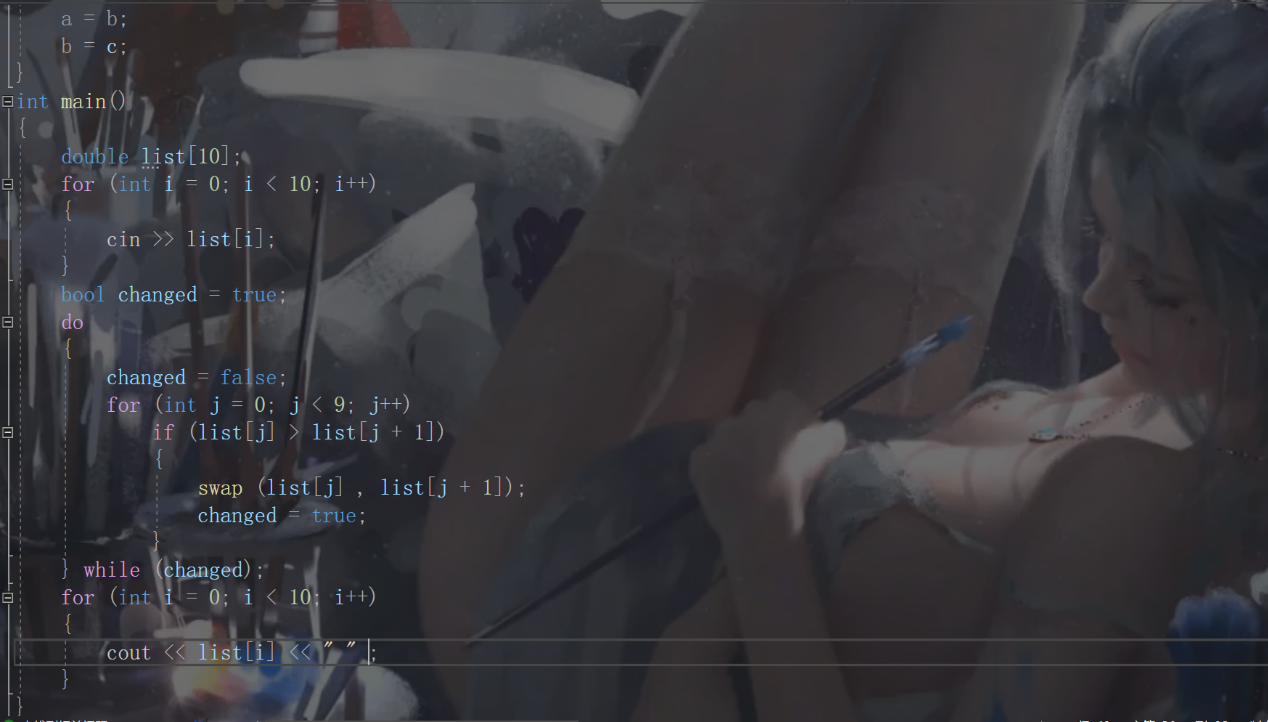 a = b;
b = c;
}
int main()
{
double list[10];
for (int i = 0; i < 10; i++)
{
cin >> list[i];
}
bool changed = true;
do
{
changed = false;
for (int j = 0; j < 9; j++)
if (list[j] > list[j + 1])
{
swap (list[j] , list[j + 1]);
changed = true;
}
} while (changed);
for (int i = 0; i < 10; i++)
{
cout << list[i] << " " ;
}
}